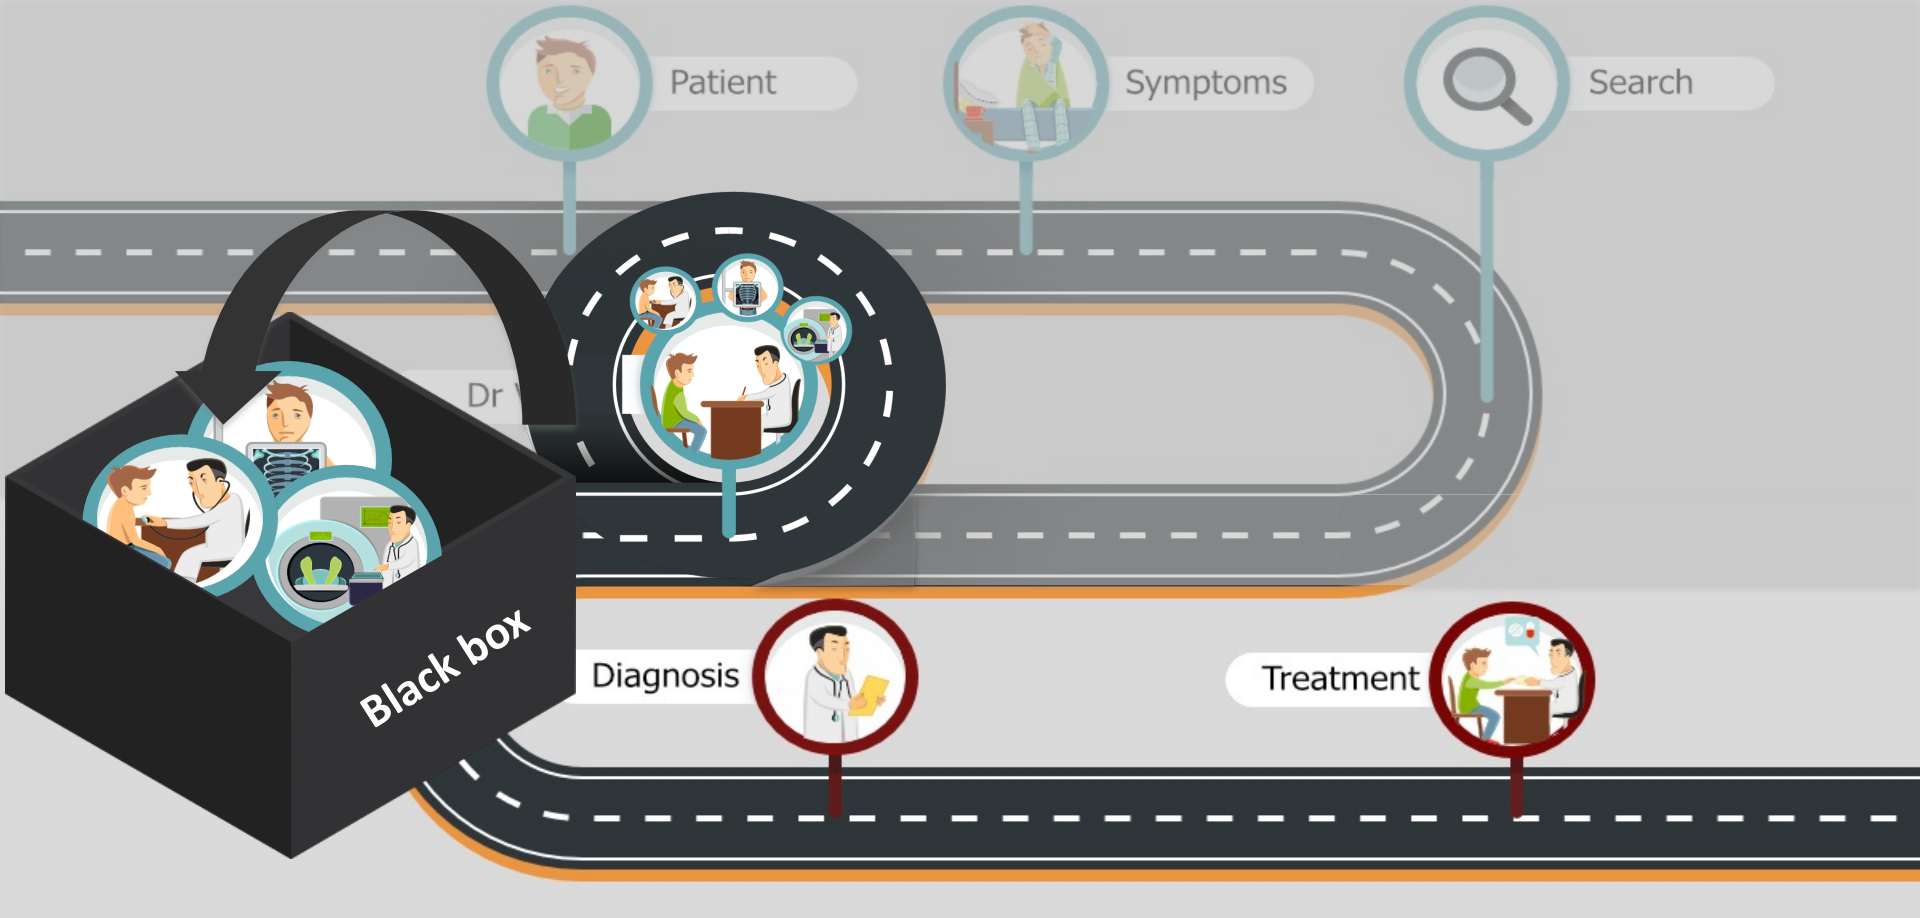 Patient
Symptoms
Search
Dr
Black box
Diagnosis
Treatment